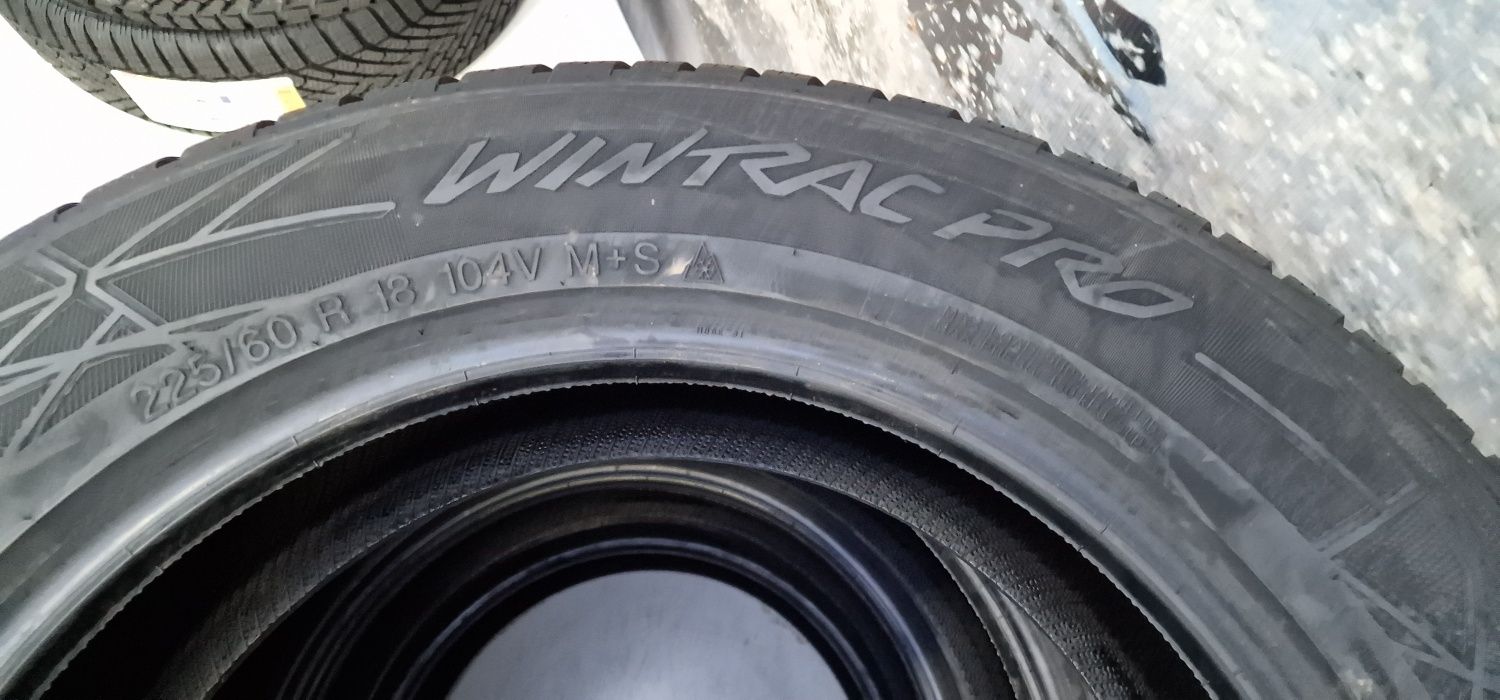 WINTRAC PRO
225/60 R 18 104V M+S